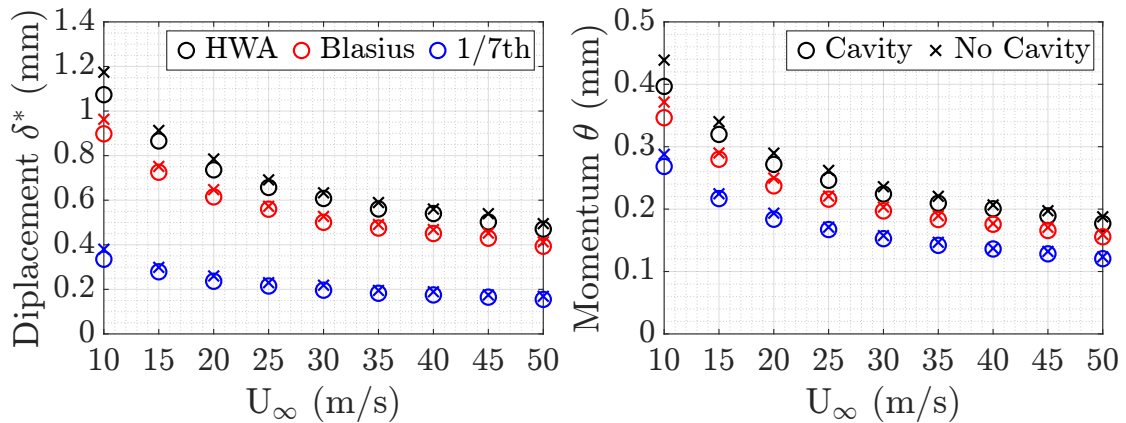 Diplacement δ* (mm)
1.4
1.2
1
0.8
0.6
0.4
0.2
0
HWA Blasius 1/7th
10 15 20 25 30 35 40 45 50
U∞ (m/s)
Momentum θ (mm)
0.5
0.4
0.3
0.2
0.1
0
Cavity No Cavity
10 15 20 25 30 35 40 45 50
U∞ (m/s)